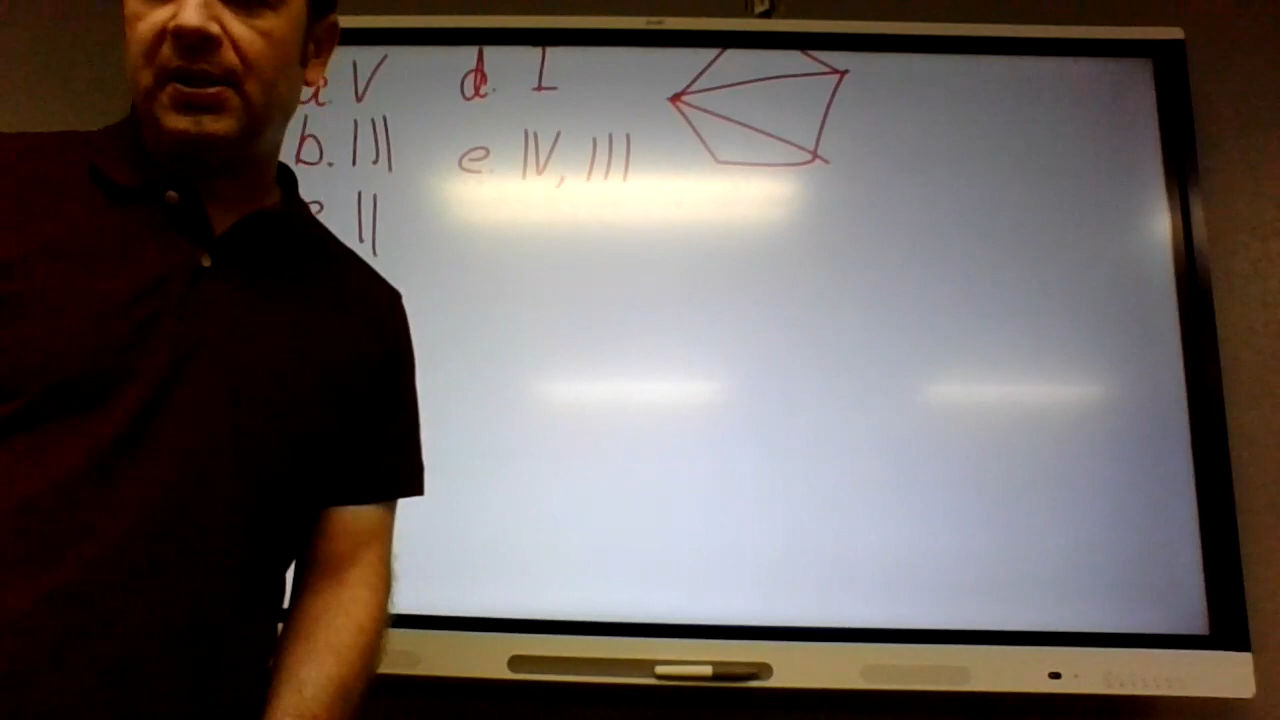 a. V
b. III
II
d. I
e. IV, III